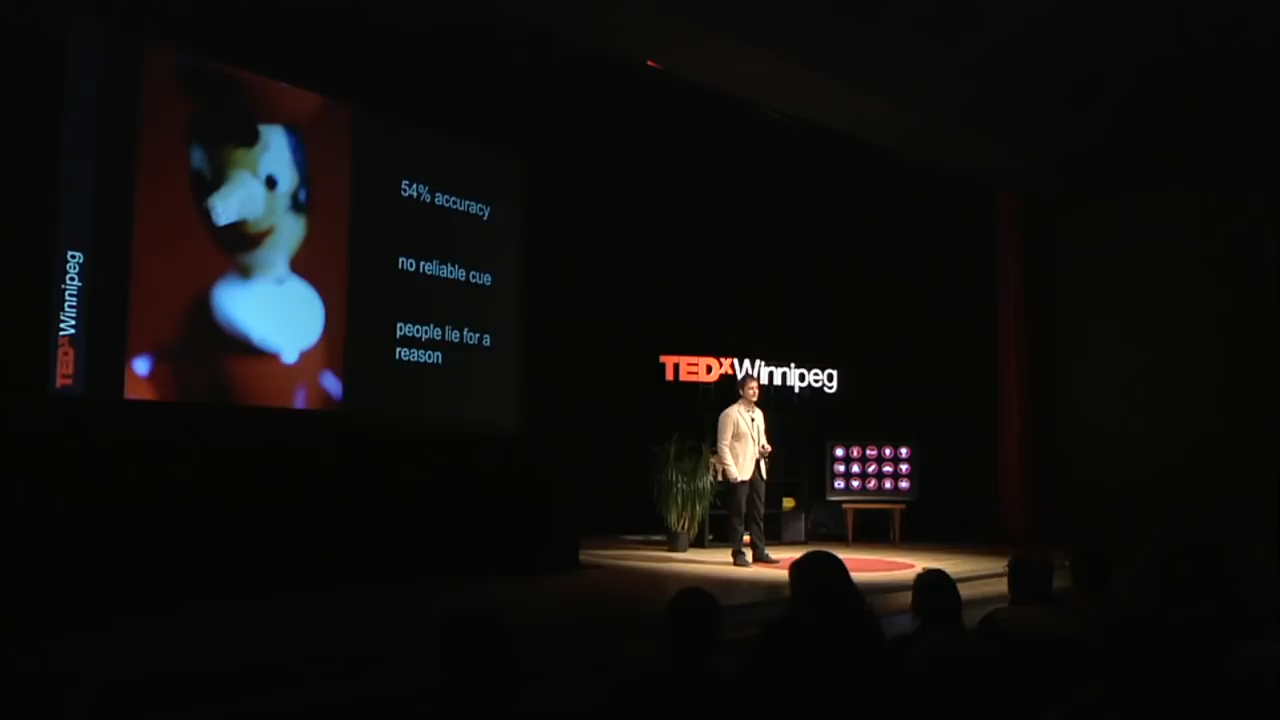 TEDxWinnipeg
54% accuracy
no reliable cue
people lie for a
reason
TEDxWinnipeg